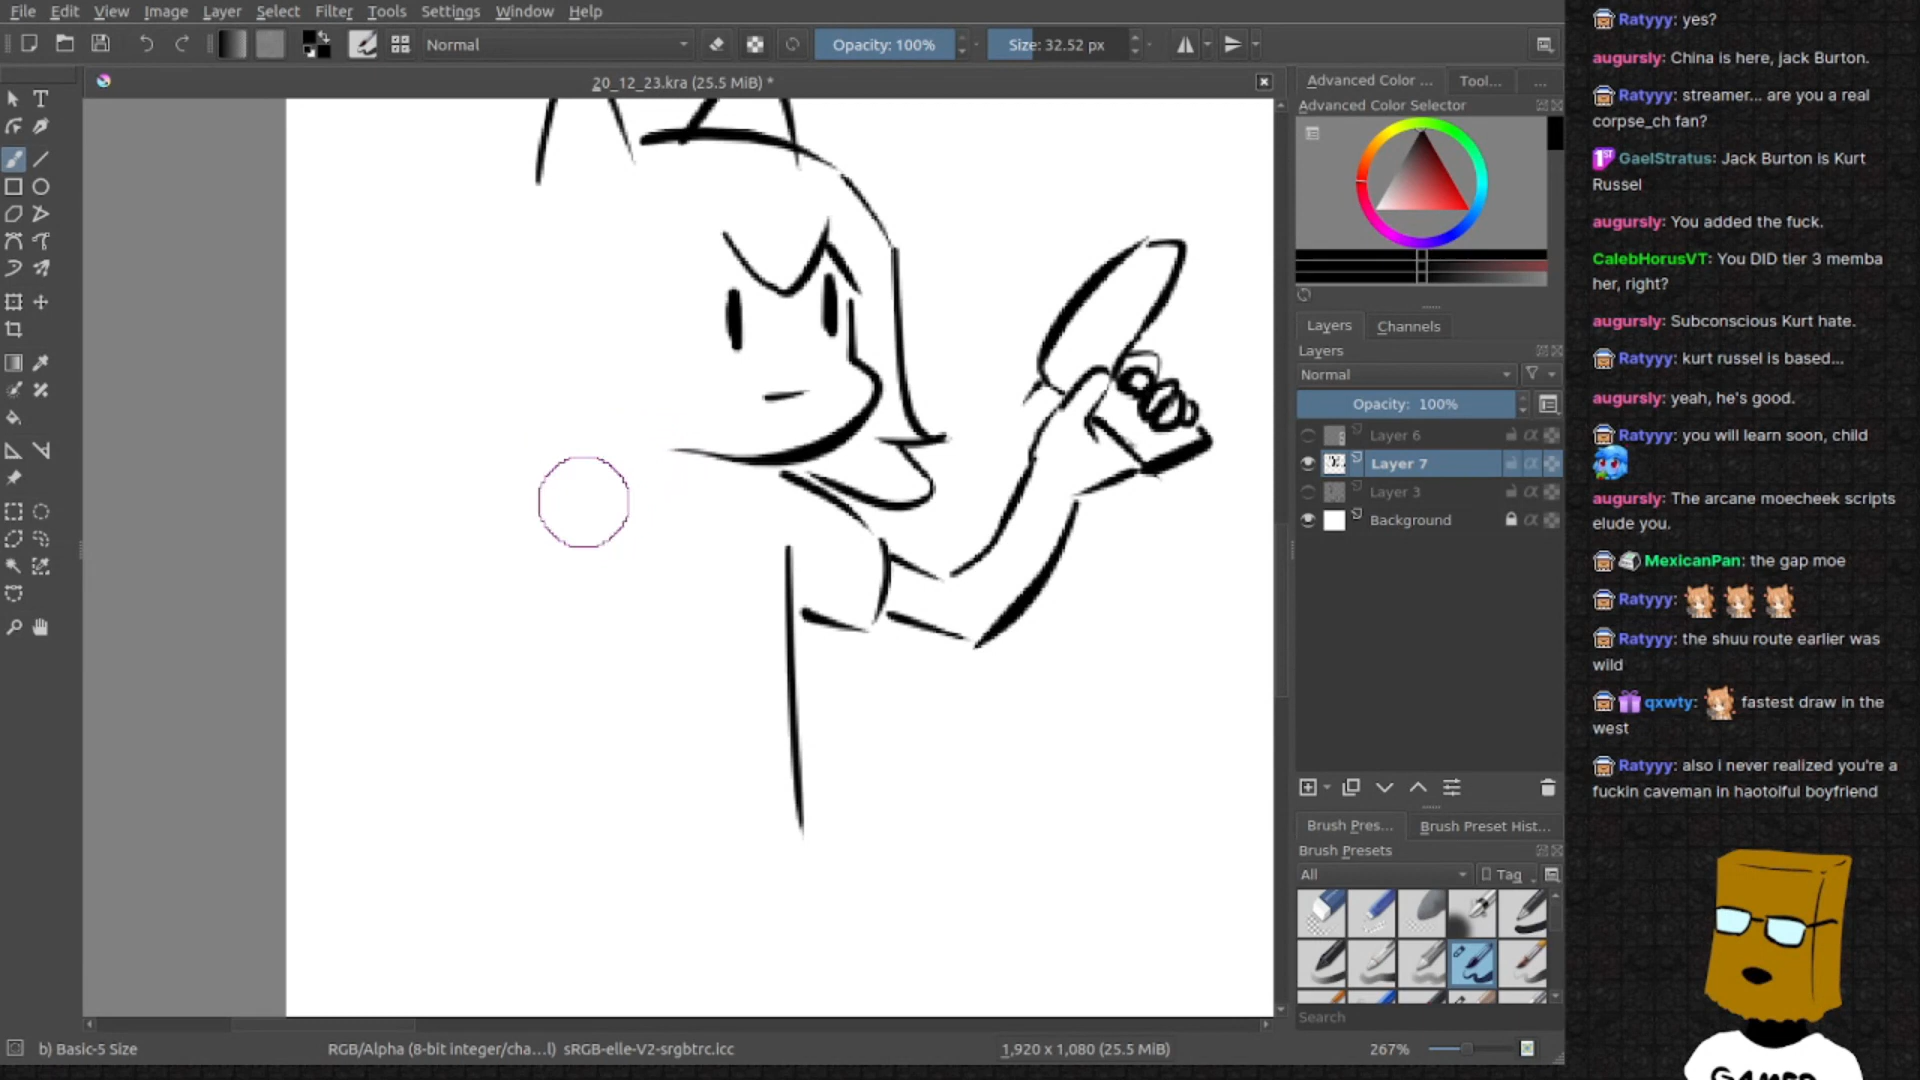 File Edit View Image Layer Select Filter Tools Settings Window Help
Normal Opacity: 100% Size: 32.52 px
20_12_23.kra (25.5 MiB) *
Advanced Color ... Tool... ...
Advanced Color Selector
Layers Channels
Layers
Normal
Opacity: 100%
Layer 6
Layer 7
Layer 3
Background
Brush Pres... Brush Preset Hist...
Brush Presets
All Tag
Search
b) Basic-5 Size RGB/Alpha (8-bit integer/cha...l) sRGB-elle-V2-srgbtrc.icc 1,920 x 1,080 (25.5 MiB) 267%
Ratyyy: yes?
augursly: China is here, jack Burton.
Ratyyy: streamer... are you a real
corpse_ch fan?
1ST GaelStratus: Jack Burton is Kurt
Russel
augursly: You added the fuck.
CalebHorusVT: You DID tier 3 memba
her, right?
augursly: Subconscious Kurt hate.
Ratyyy: kurt russel is based...
augursly: yeah, he's good.
Ratyyy: you will learn soon, child
augursly: The arcane moecheek scripts
elude you.
MexicanPan: the gap moe
Ratyyy:
Ratyyy: the shuu route earlier was
wild
qxwty: fastest draw in the
west
Ratyyy: also i never realized you're a
fuckin caveman in haotoiful boyfriend
GAMER